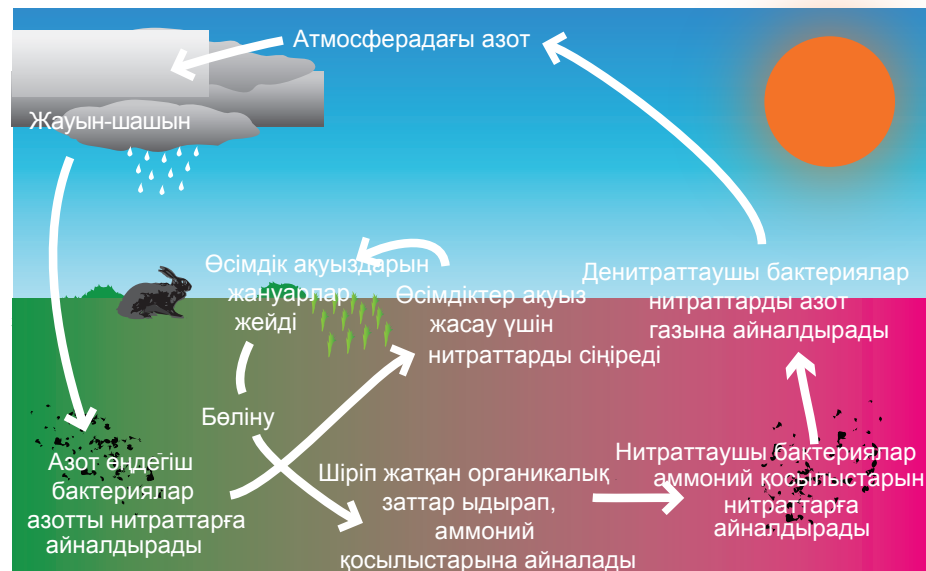 Атмосферадағы азот
Жауын-шашын
Өсімдік ақуыздарын
жануарлар
жейді
Өсімдіктер ақуыз
жасау үшін
нитраттарды сіңіреді
Денитраттаушы бактериялар
нитраттарды азот
газына айналдырады
Бөліну
Азот өңдегіш
бактериялар
азотты нитраттарға
айналдырады
Шіріп жатқан органикалық
заттар ыдырап,
аммоний
қосылыстарына айналады
Нитраттаушы бактериялар
аммоний қосылыстарын
нитраттарға
айналдырады